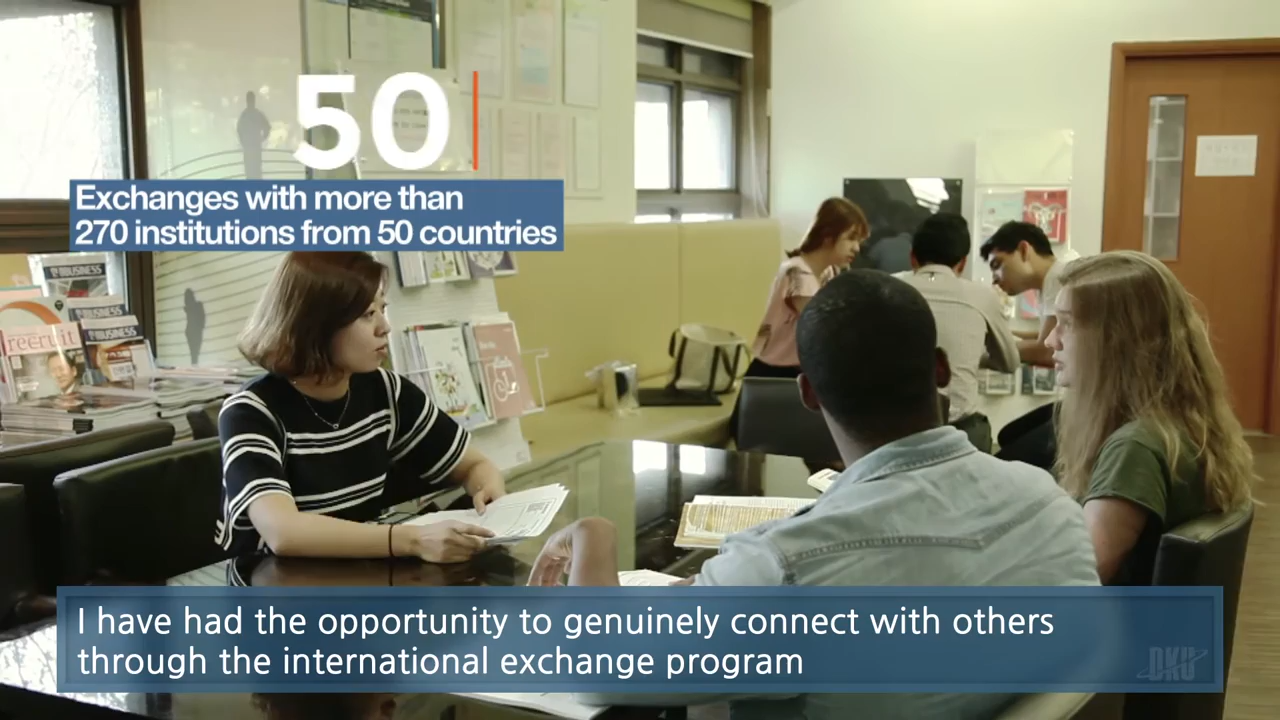 50
Exchanges with more than
270 institutions from 50 countries
BUSINESS
BUSINESS
BUSINESS
recruit
I have had the opportunity to genuinely connect with others
through the international exchange program
DKU